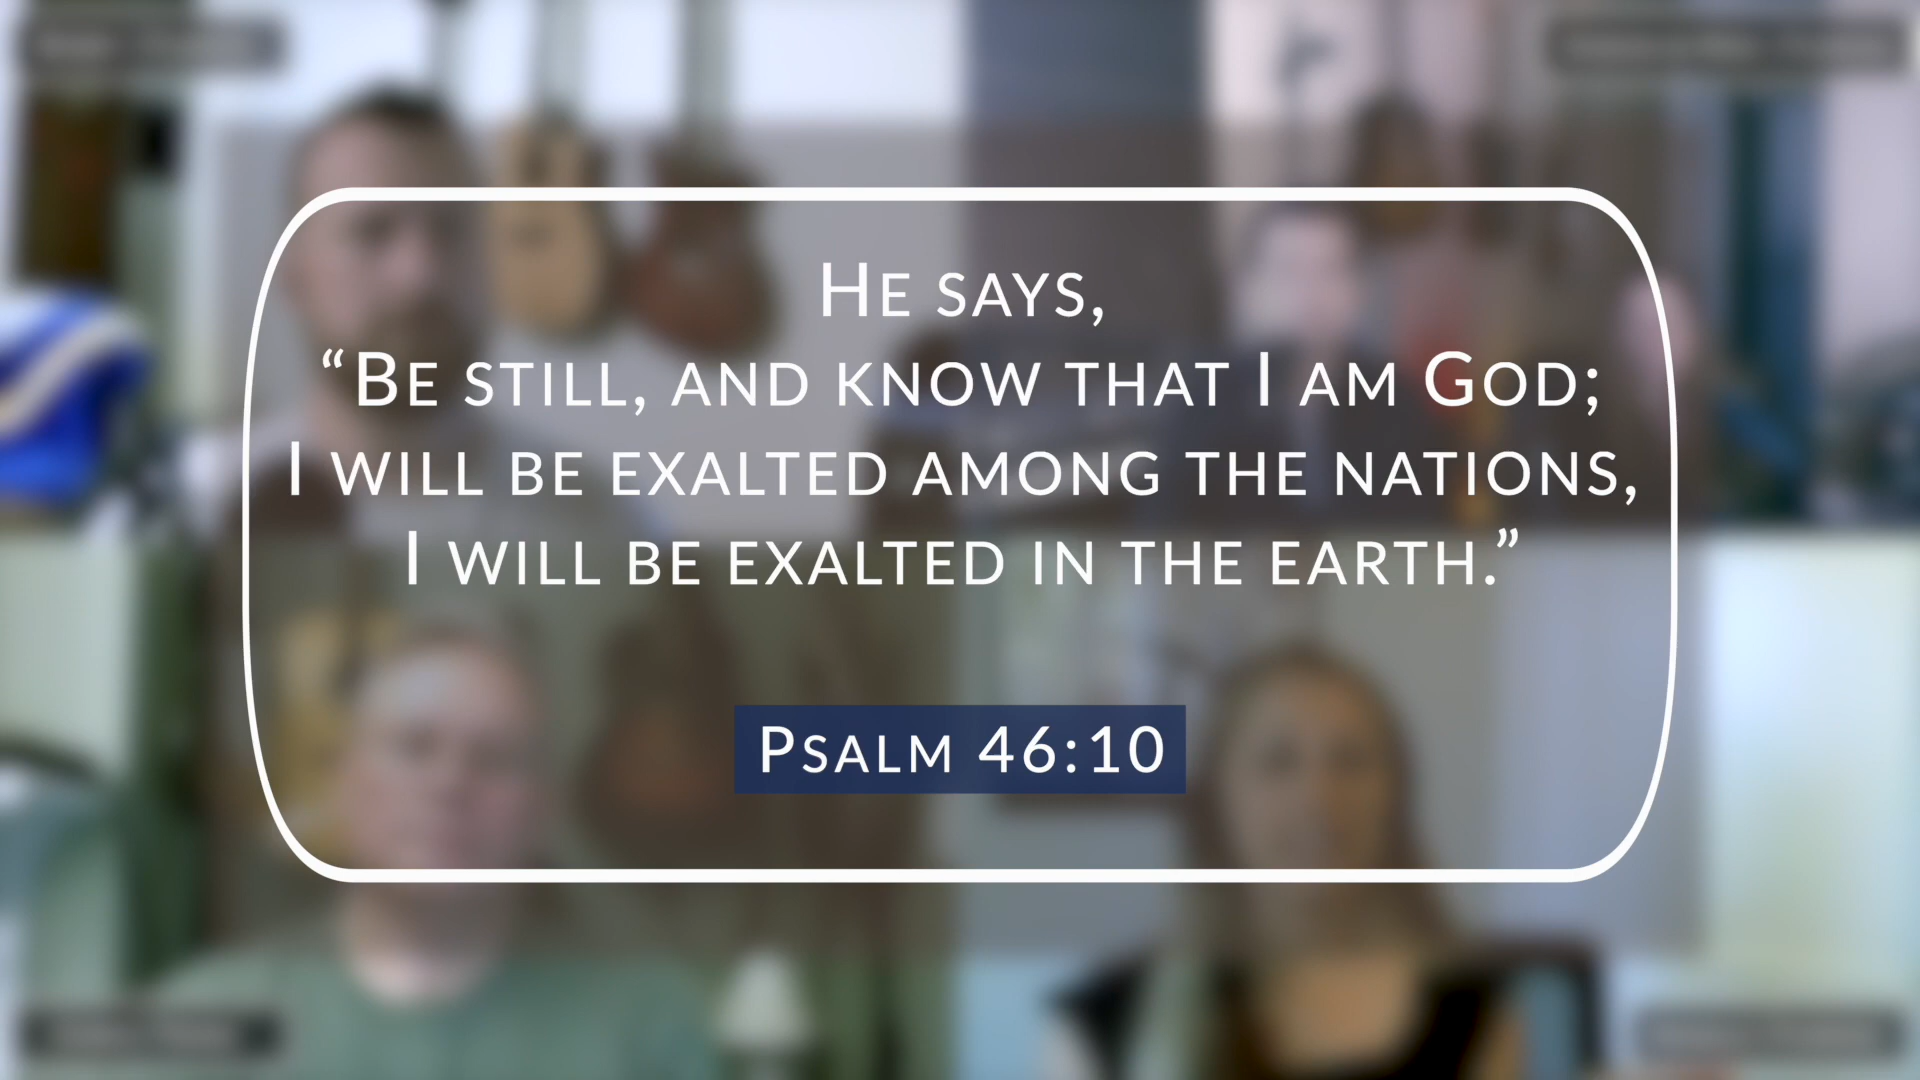 He says,
“Be still, and know that I am God;
I will be exalted among the nations,
I will be exalted in the earth.”
Psalm 46:10